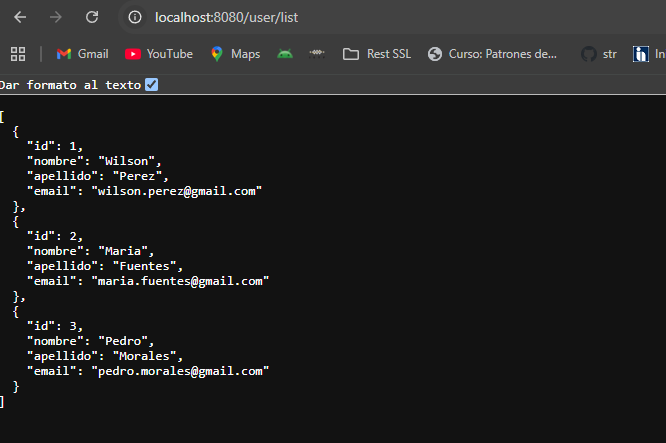 localhost:8080/user/list
Gmail YouTube Maps Rest SSL Curso: Patrones de... str In
Dar formato al texto
[
  {
    "id": 1,
    "nombre": "Wilson",
    "apellido": "Perez",
    "email": "wilson.perez@gmail.com"
  },
  {
    "id": 2,
    "nombre": "Maria",
    "apellido": "Fuentes",
    "email": "maria.fuentes@gmail.com"
  },
  {
    "id": 3,
    "nombre": "Pedro",
    "apellido": "Morales",
    "email": "pedro.morales@gmail.com"
  }
]